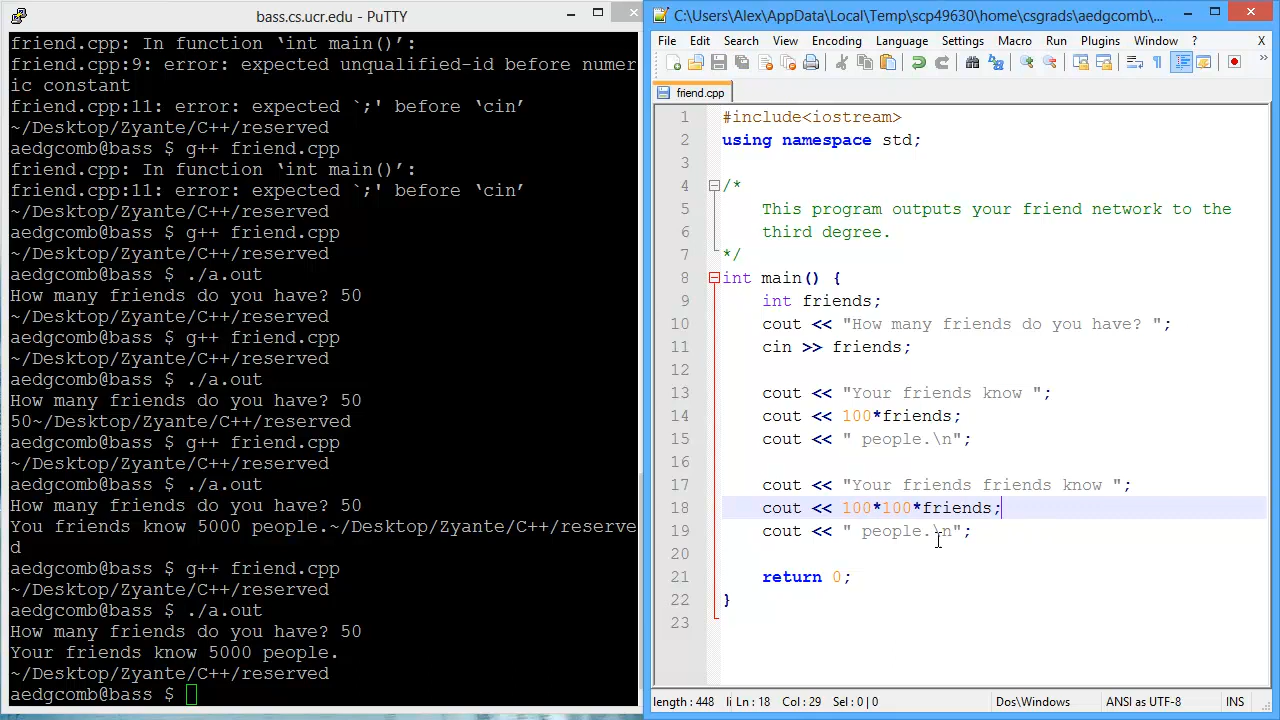 bass.cs.ucr.edu - PuTTY
friend.cpp: In function ‘int main()’:
friend.cpp:9: error: expected unqualified-id before numer
ic constant
friend.cpp:11: error: expected `;' before ‘cin’
~/Desktop/Zyante/C++/reserved
aedgcomb@bass $ g++ friend.cpp
friend.cpp: In function ‘int main()’:
friend.cpp:11: error: expected `;' before ‘cin’
~/Desktop/Zyante/C++/reserved
aedgcomb@bass $ g++ friend.cpp
~/Desktop/Zyante/C++/reserved
aedgcomb@bass $ ./a.out
How many friends do you have? 50
~/Desktop/Zyante/C++/reserved
aedgcomb@bass $ g++ friend.cpp
~/Desktop/Zyante/C++/reserved
aedgcomb@bass $ ./a.out
How many friends do you have? 50
50~/Desktop/Zyante/C++/reserved
aedgcomb@bass $ g++ friend.cpp
~/Desktop/Zyante/C++/reserved
aedgcomb@bass $ ./a.out
How many friends do you have? 50
You friends know 5000 people.~/Desktop/Zyante/C++/reserve
d
aedgcomb@bass $ g++ friend.cpp
~/Desktop/Zyante/C++/reserved
aedgcomb@bass $ ./a.out
How many friends do you have? 50
Your friends know 5000 people.
~/Desktop/Zyante/C++/reserved
aedgcomb@bass $
C:\Users\Alex\AppData\Local\Temp\scp49630\home\csgrads\aedgcomb\...
File Edit Search View Encoding Language Settings Macro Run Plugins Window ? X
friend.cpp
1 #include<iostream>
2 using namespace std;
3
4 /*
5 This program outputs your friend network to the
6 third degree.
7 */
8 int main() {
9 int friends;
10 cout << "How many friends do you have? ";
11 cin >> friends;
12
13 cout << "Your friends know ";
14 cout << 100*friends;
15 cout << " people.\n";
16
17 cout << "Your friends friends know ";
18 cout << 100*100*friends;
19 cout << " people.\n";
20
21 return 0;
22 }
23
length : 448 li Ln : 18 Col : 29 Sel : 0 | 0 Dos\Windows ANSI as UTF-8 INS